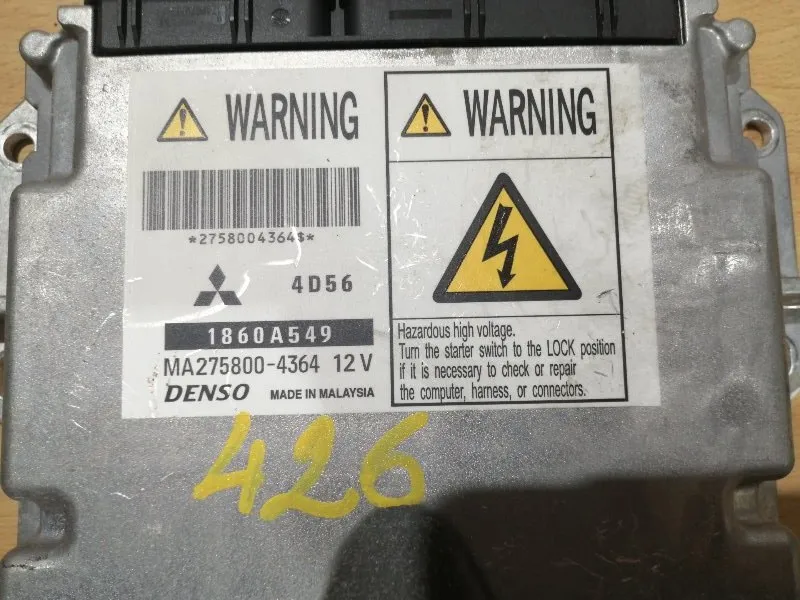 WARNING
*2758004364$*
4D56
1860A549
MA275800-4364 12V
DENSO MADE IN MALAYSIA
WARNING
Hazardous high voltage.
Turn the starter switch to the LOCK position
if it is necessary to check or repair
the computer, harness, or connectors.
426